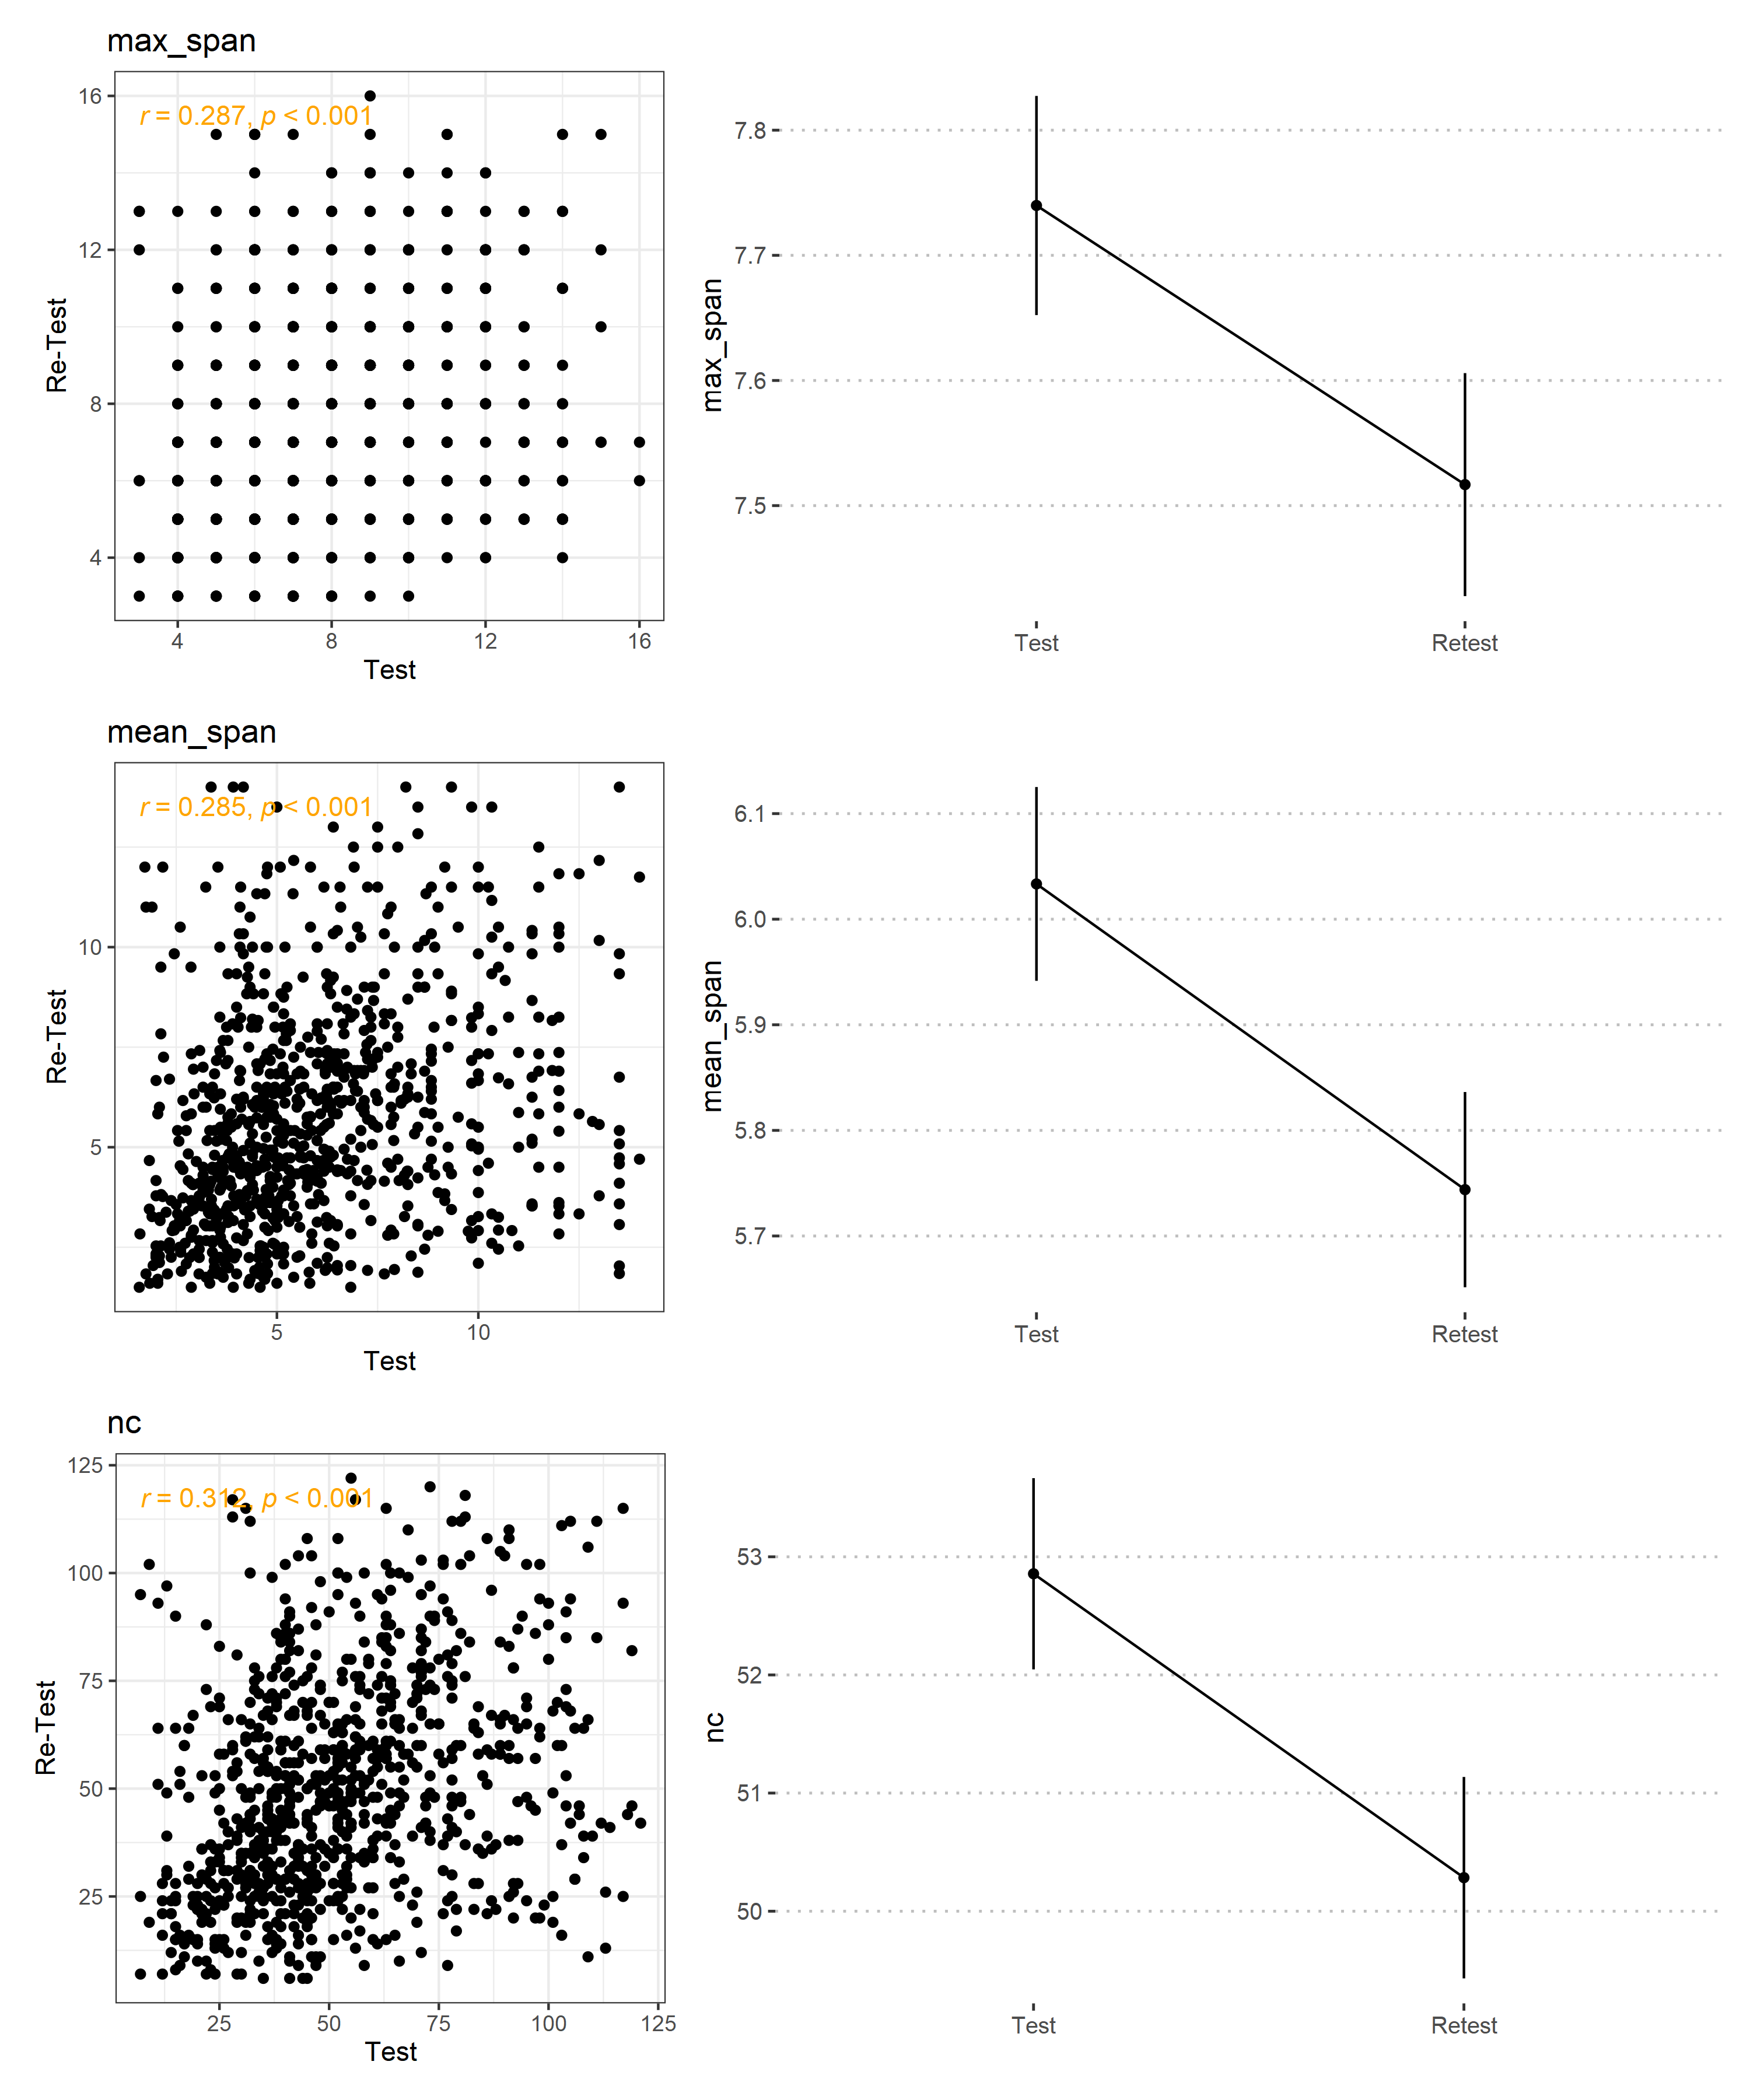 max_span
r = 0.287, p < 0.001
16
12
8
4
Re-Test
4 8 12 16
Test
7.8
7.7
7.6
7.5
max_span
Test Retest
mean_span
r = 0.285, p < 0.001
10
5
Re-Test
5 10
Test
6.1
6.0
5.9
5.8
5.7
mean_span
Test Retest
nc
r = 0.312, p < 0.001
125
100
75
50
25
Re-Test
25 50 75 100 125
Test
53
52
51
50
nc
Test Retest